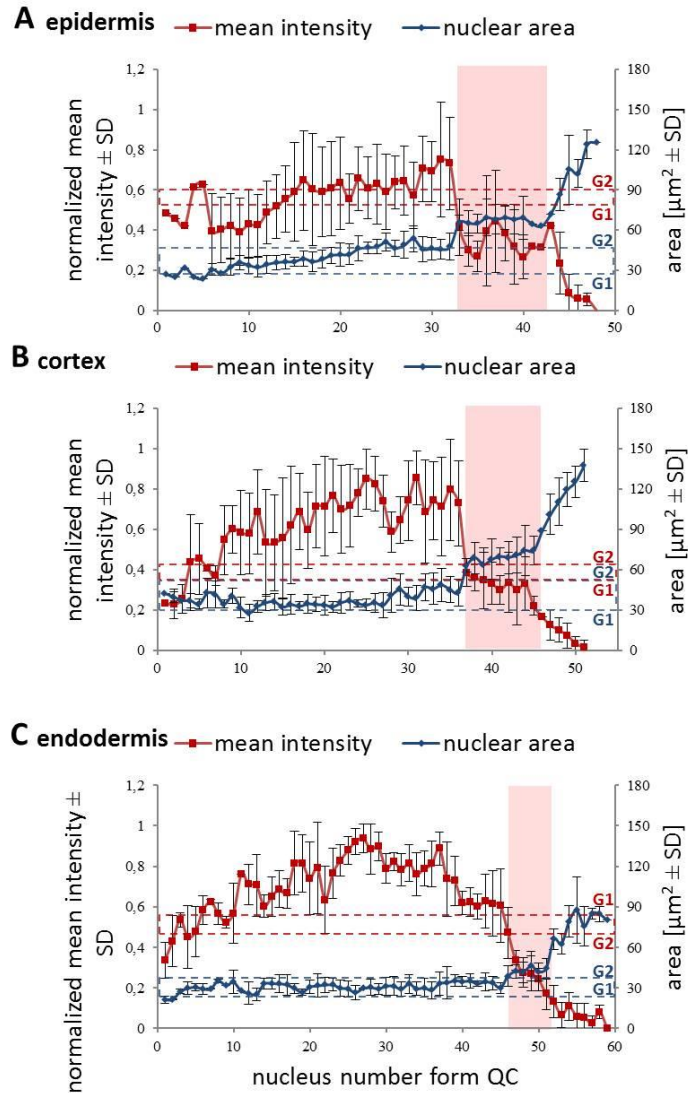 A epidermis
mean intensity
nuclear area
normalized mean
intensity ± SD
1,2
1
0,8
0,6
0,4
0,2
0
180
150
120
90
60
30
0
area [µm² ± SD)
G2
G1
G2
G1
0
10
20
30
40
50
B cortex
mean intensity
nuclear area
normalized mean
intensity ± SD
1,2
1
0,8
0,6
0,4
0,2
0
180
150
120
90
60
30
0
area [µm² ± SD)
G2
G2
G1
G1
0
10
20
30
40
50
C endodermis
mean intensity
nuclear area
normalized mean intensity ±
SD
1,2
1
0,8
0,6
0,4
0,2
0
180
150
120
90
60
30
0
area [µm² ± SD)
G1
G2
G2
G1
0
10
20
30
40
50
60
nucleus number form QC